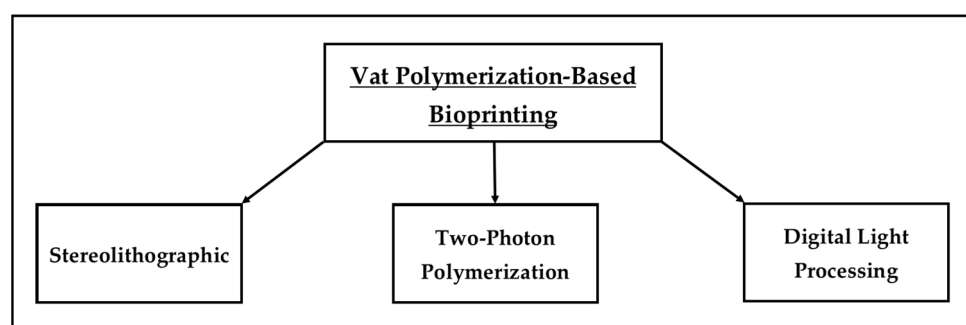 Vat Polymerization-Based
Bioprinting
Stereolithographic
Two-Photon
Polymerization
Digital Light
Processing